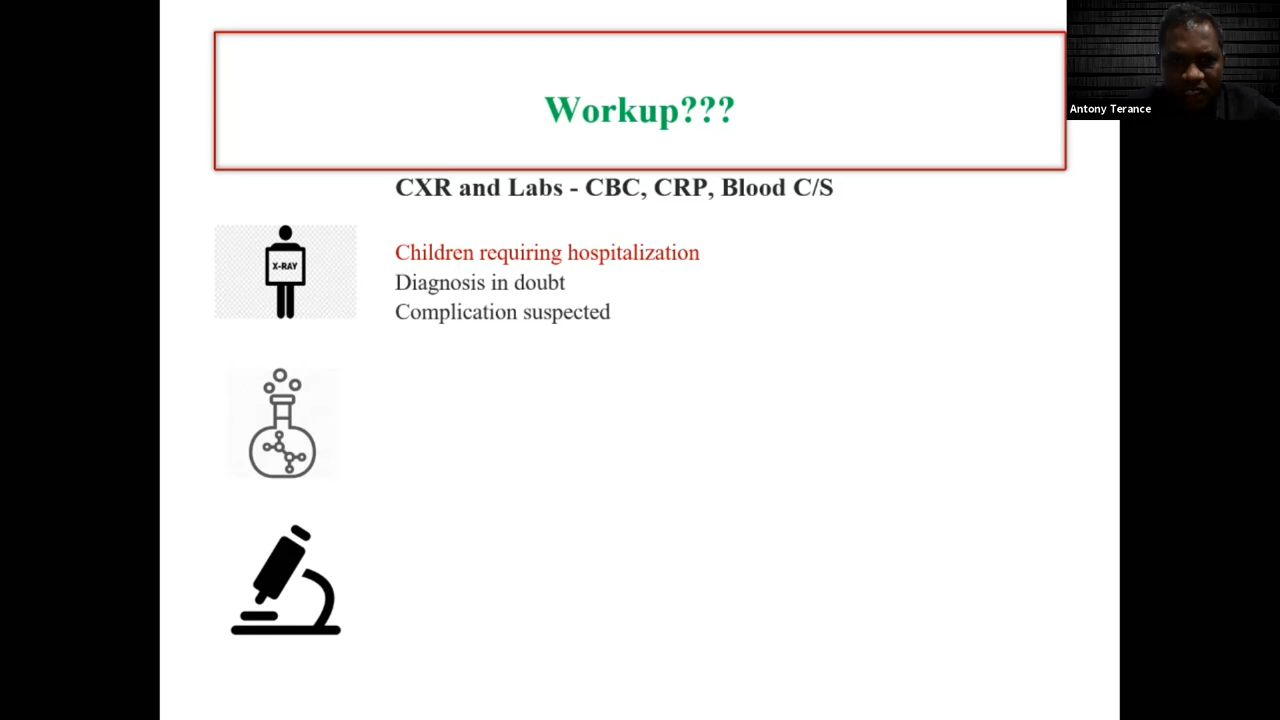 Workup???
Antony Terance
CXR and Labs - CBC, CRP, Blood C/S
X-RAY
Children requiring hospitalization
Diagnosis in doubt
Complication suspected